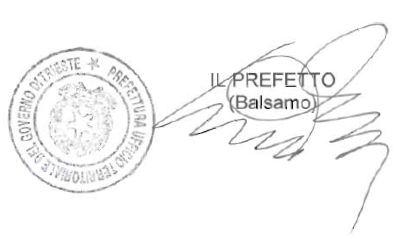 PREFETTURA UFFICIO TERRITORIALE DEL GOVERNO DI TRIESTE
IL PREFETTO
(Balsamo)